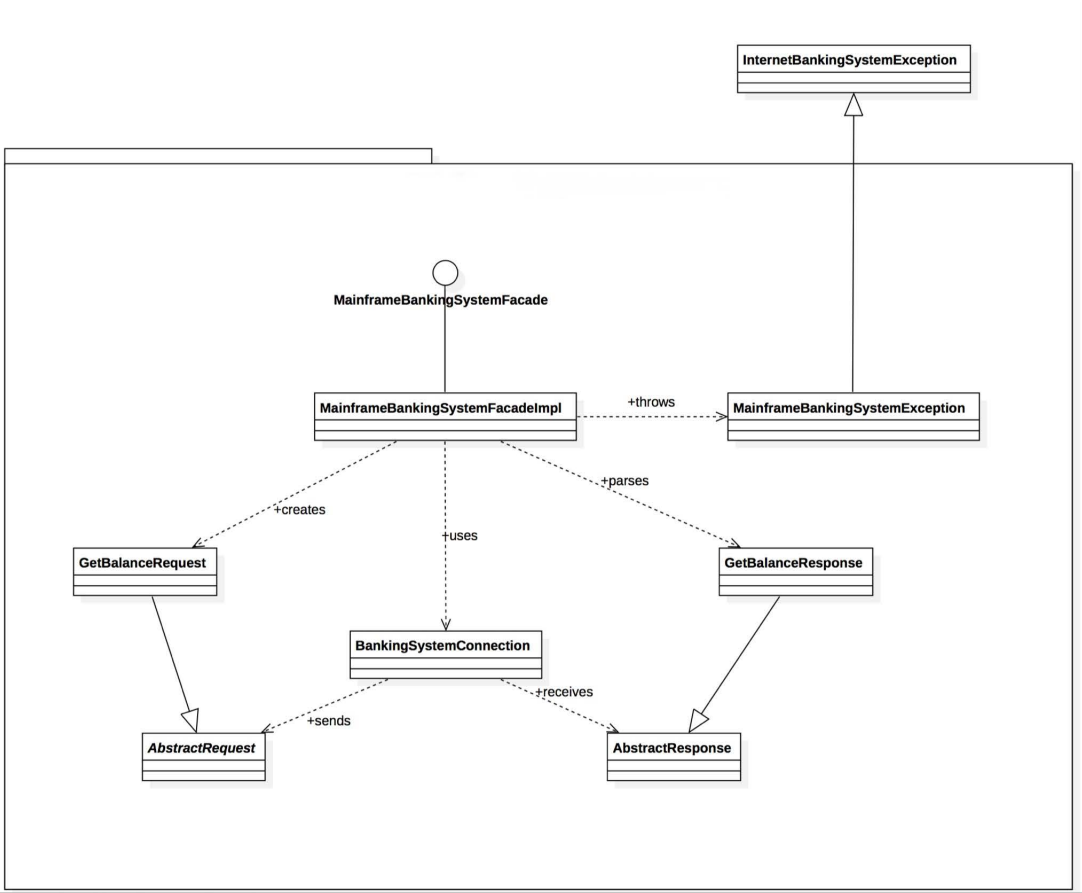 InternetBankingSystemException
MainframeBankingSystemFacade
MainframeBankingSystemFacadeImpl
+throws
MainframeBankingSystemException
+creates
+uses
+parses
GetBalanceRequest
GetBalanceResponse
BankingSystemConnection
+sends
+receives
AbstractRequest
AbstractResponse